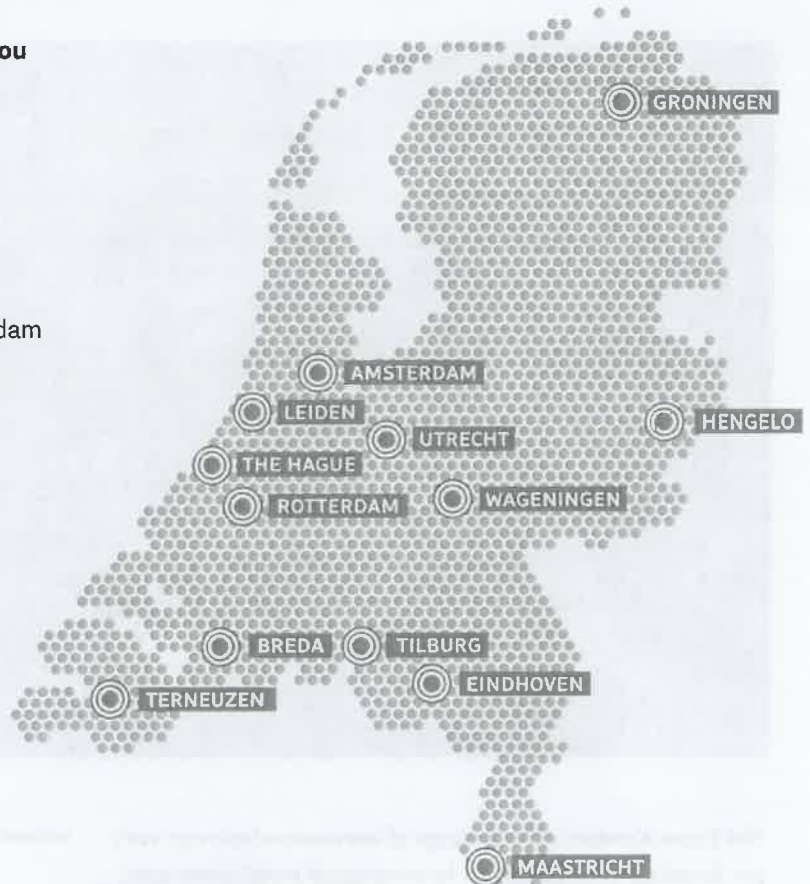 ou
GRONINGEN
dam
AMSTERDAM
LEIDEN
HENGELO
UTRECHT
THE HAGUE
WAGENINGEN
ROTTERDAM
BREDA
TILBURG
EINDHOVEN
TERNEUZEN
MAASTRICHT